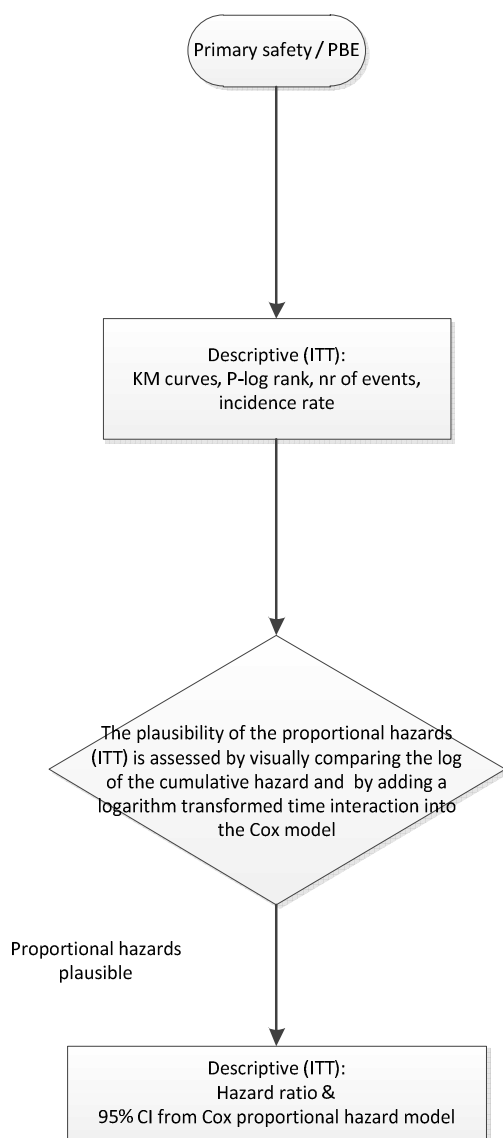 Primary safety / PBE
Descriptive (ITT):
KM curves, P-log rank, nr of events,
incidence rate
The plausibility of the proportional hazards
(ITT) is assessed by visually comparing the log
of the cumulative hazard and  by adding a
logarithm transformed time interaction into
the Cox model
Proportional hazards
plausible
Descriptive (ITT):
Hazard ratio &
95% CI from Cox proportional hazard model